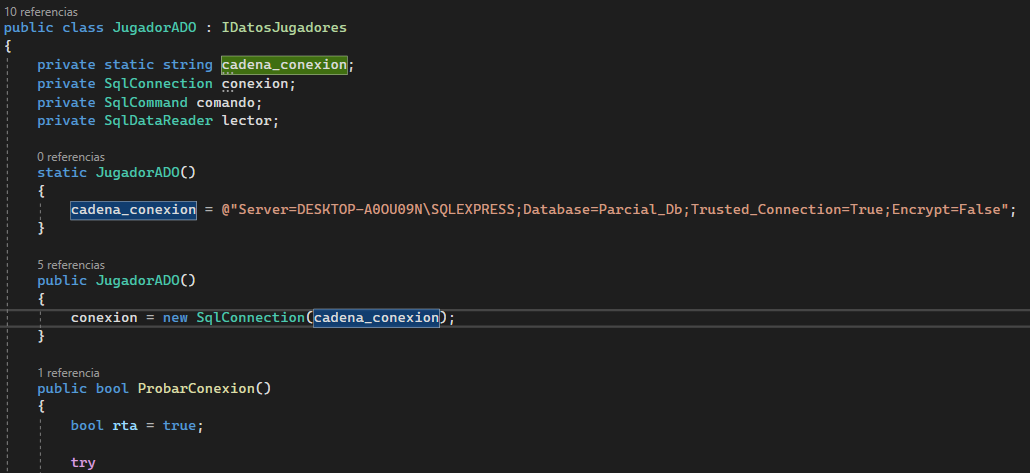 10 referencias
public class JugadorADO : IDatosJugadores
{
private static string cadena_conexion;
private SqlConnection conexion;
private SqlCommand comando;
private SqlDataReader lector;
0 referencias
static JugadorADO()
{
cadena_conexion = @"Server=DESKTOP-A0OU09N\SQLEXPRESS;Database=Parcial_Db;Trusted_Connection=True;Encrypt=False";
}
5 referencias
public JugadorADO()
{
conexion = new SqlConnection(cadena_conexion);
}
1 referencia
public bool ProbarConexion()
{
bool rta = true;
try